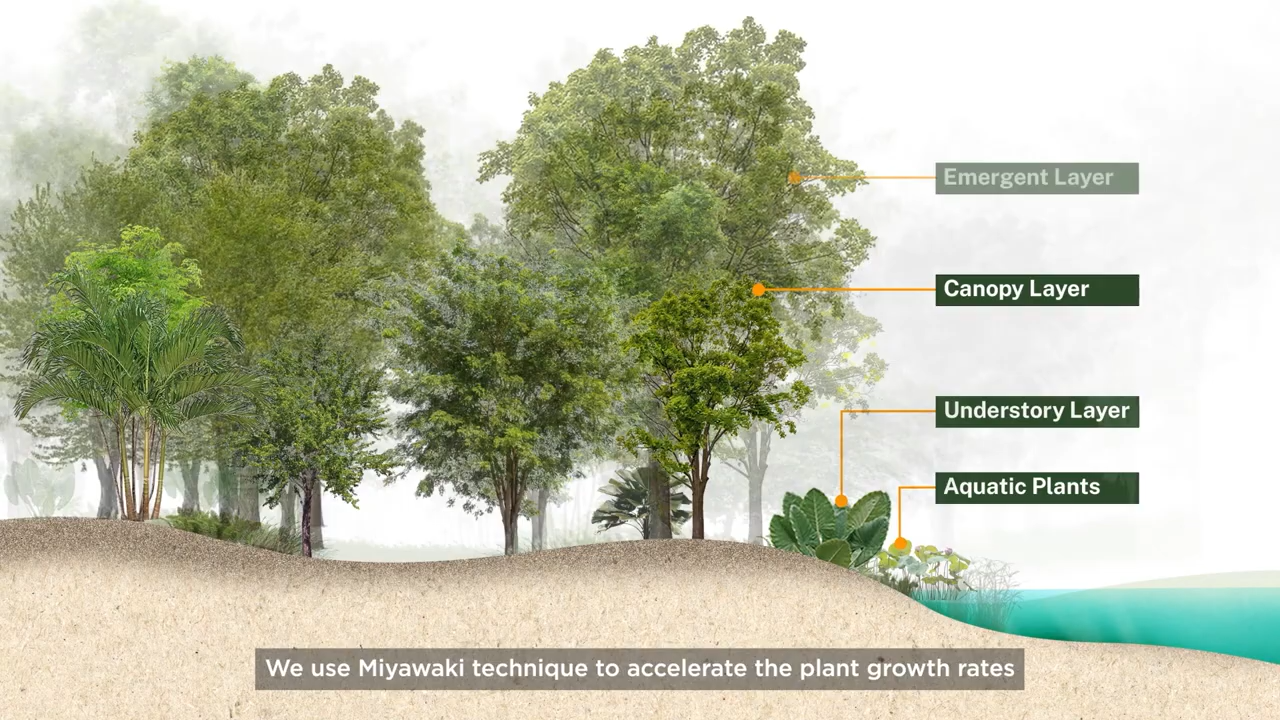 Emergent Layer
Canopy Layer
Understory Layer
Aquatic Plants
We use Miyawaki technique to accelerate the plant growth rates